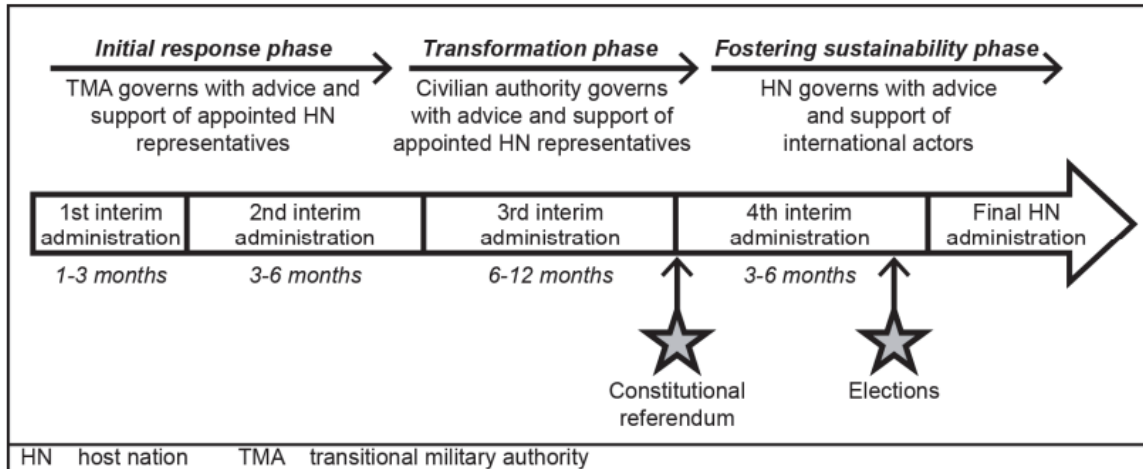 Initial response phase
TMA governs with advice and
support of appointed HN
representatives
Transformation phase
Civilian authority governs
with advice and support of
appointed HN representatives
Fostering sustainability phase
HN governs with advice
and support of
international actors
1st interim
administration
2nd interim
administration
3rd interim
administration
4th interim
administration
Final HN
administration
1-3 months
3-6 months
6-12 months
3-6 months
Constitutional
referendum
Elections
HN host nation TMA transitional military authority